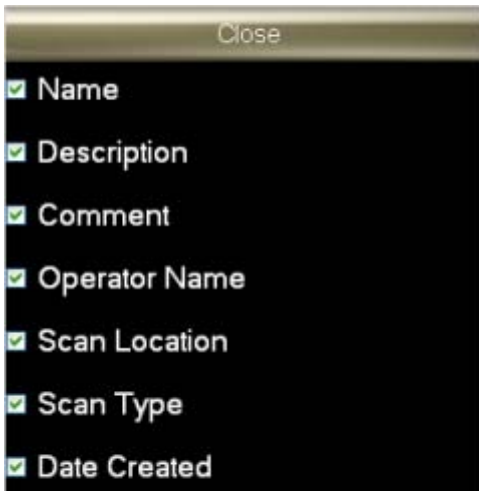 Close
Name
Description
Comment
Operator Name
Scan Location
Scan Type
Date Created